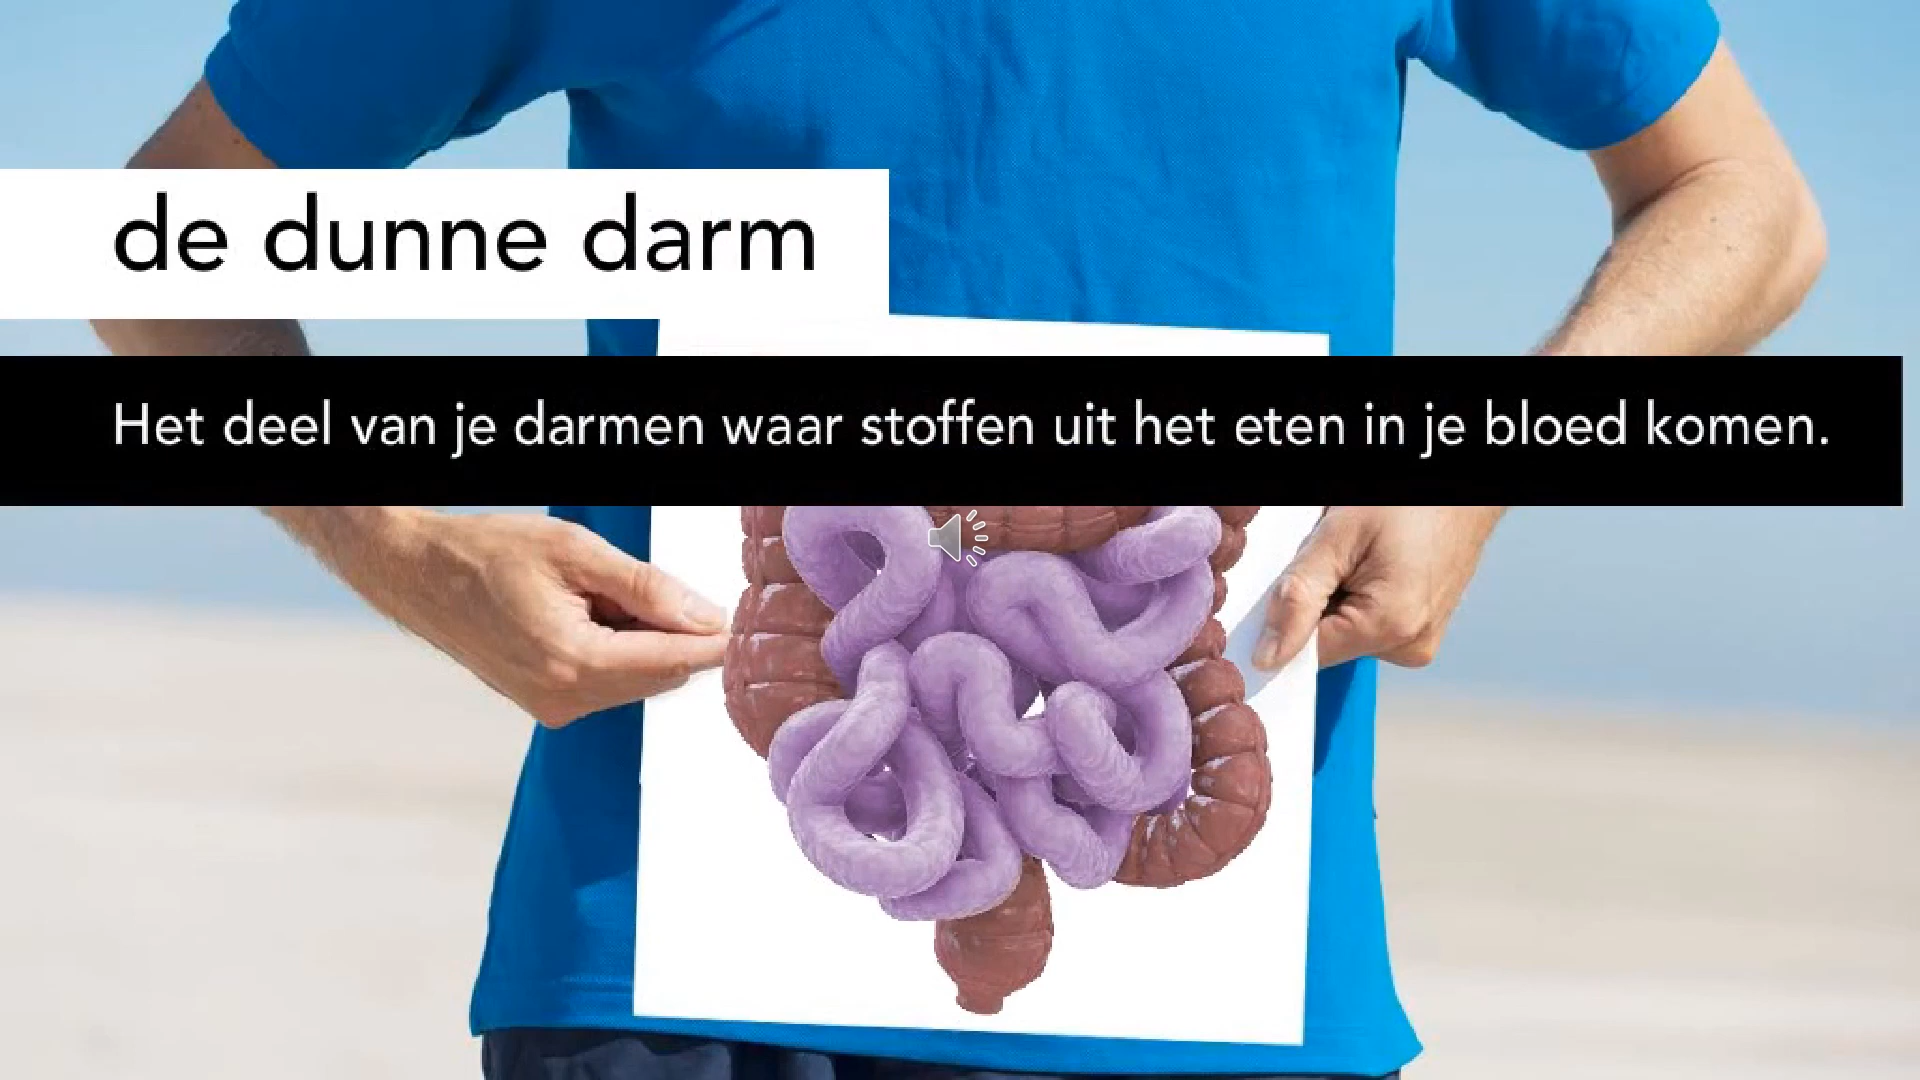 de dunne darm
Het deel van je darmen waar stoffen uit het eten in je bloed komen.